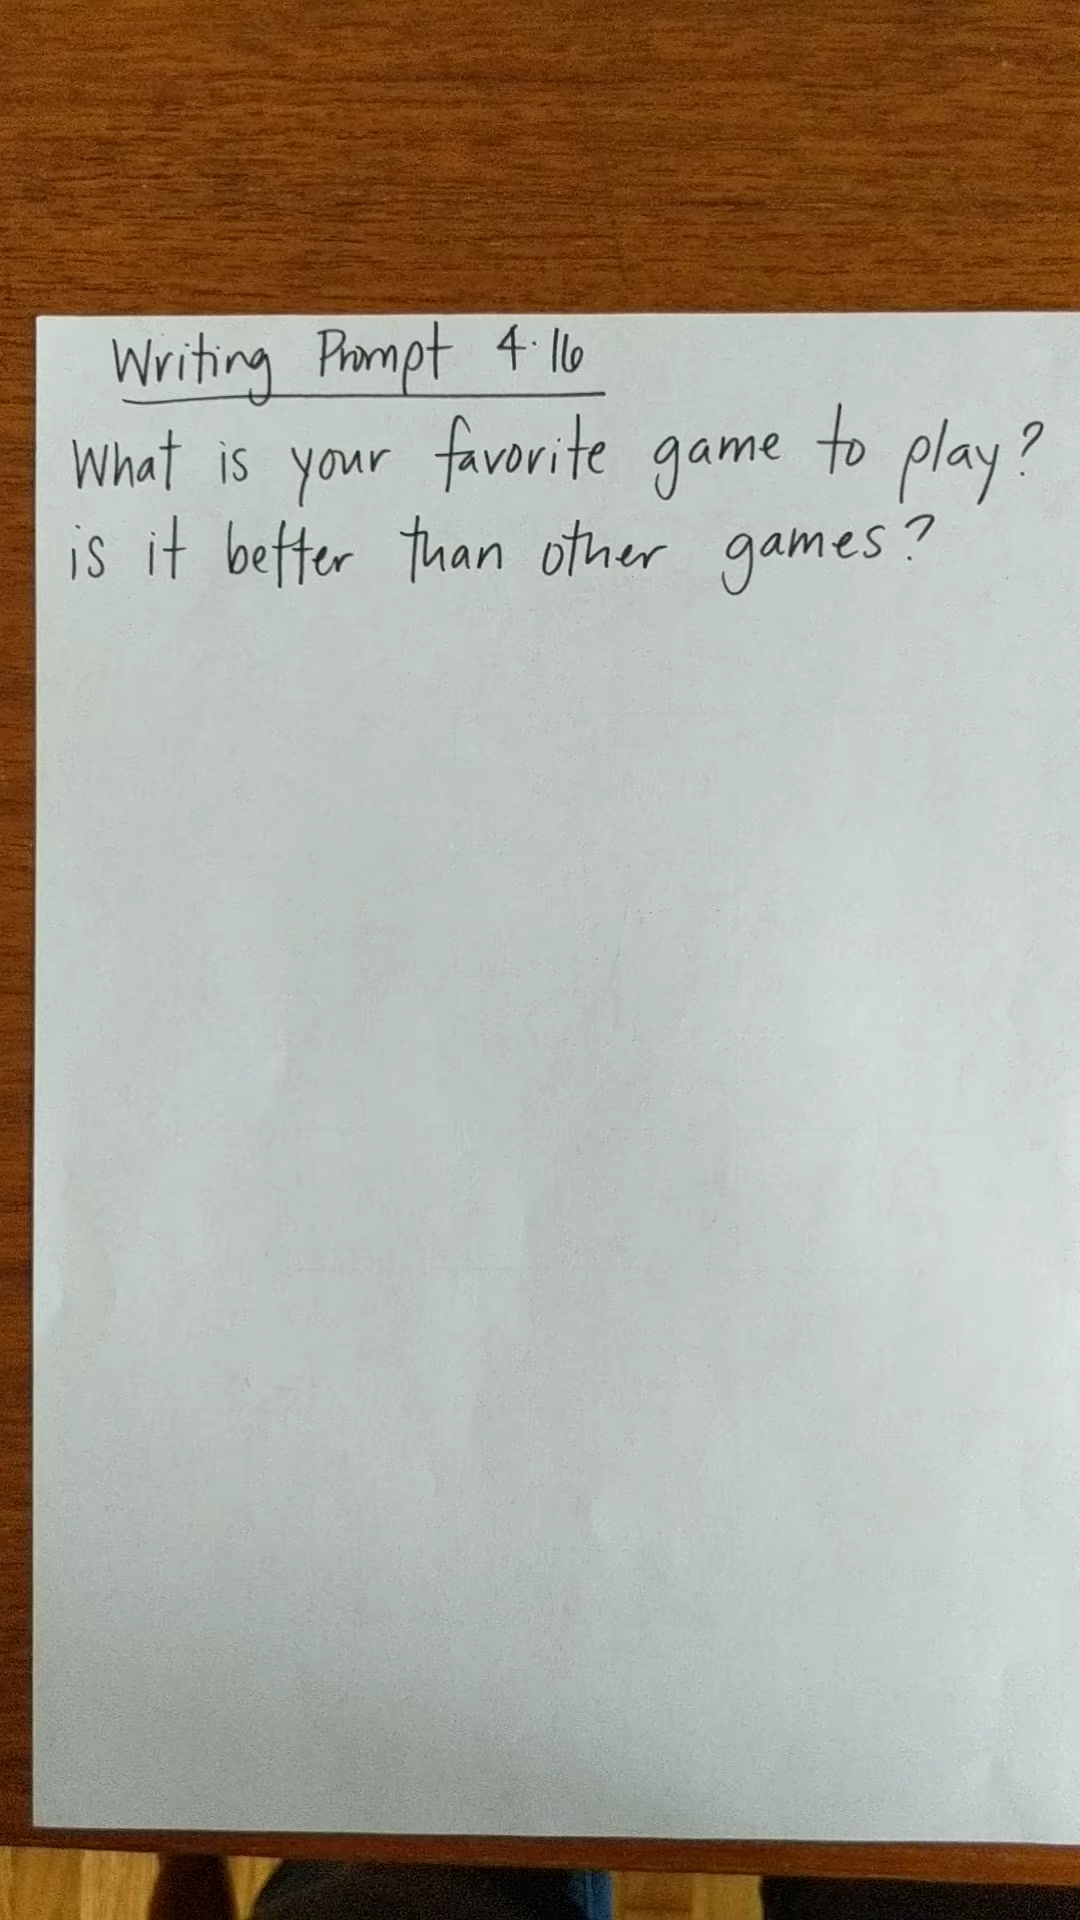 Writing Prompt 4.16
What is your favorite game to play?
is it better than other games?